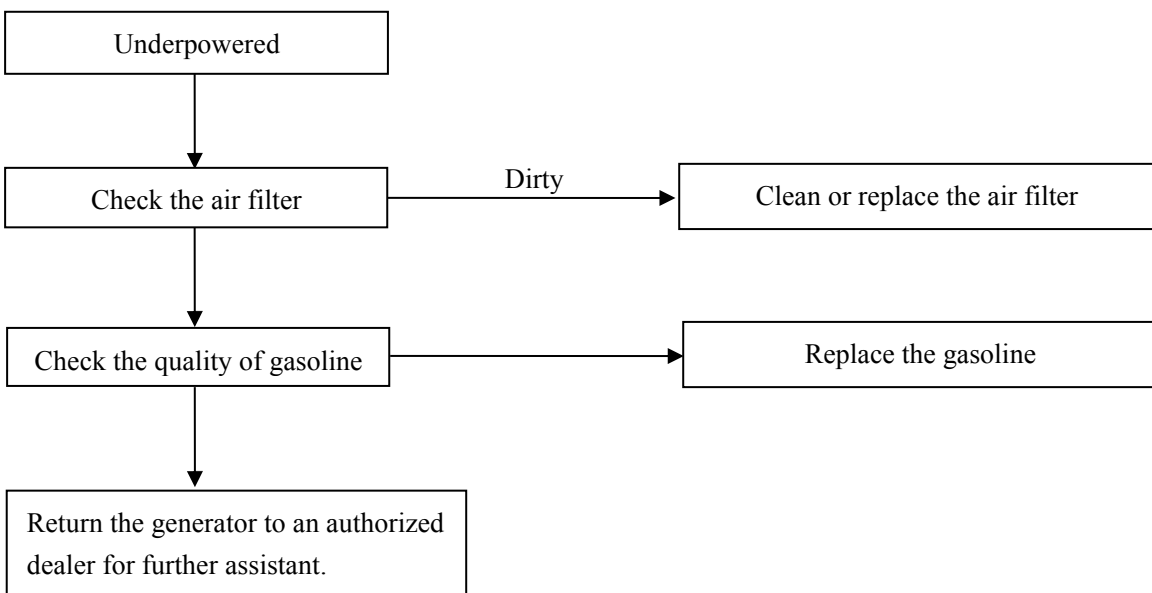 Underpowered
Check the air filter
Dirty
Clean or replace the air filter
Check the quality of gasoline
Replace the gasoline
Return the generator to an authorized
dealer for further assistant.